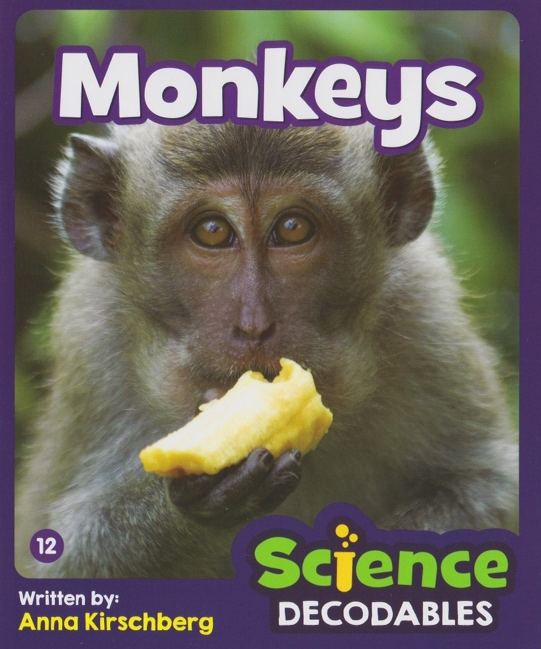 Monkeys
12
Science
DECODABLES
Written by:
Anna Kirschberg